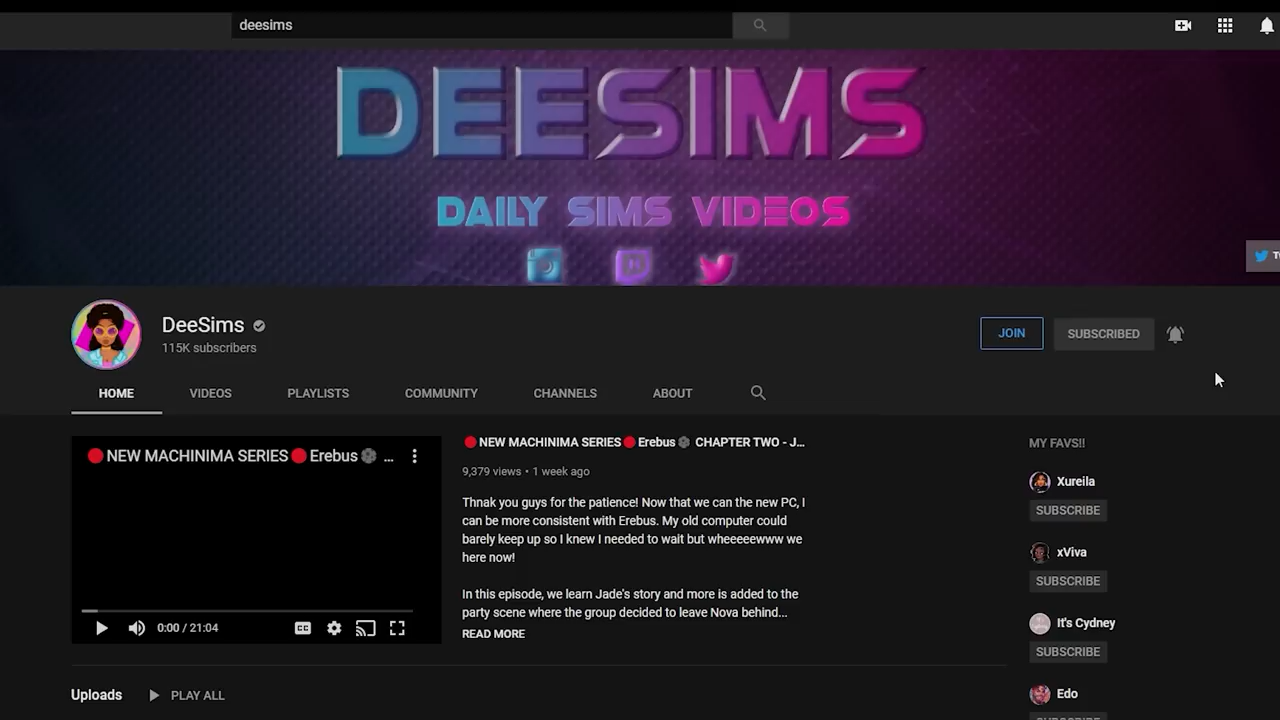 deesims
DEESIMS
DAILY SIMS VIDEOS
DeeSims
115K subscribers
JOIN
SUBSCRIBED
HOME
VIDEOS
PLAYLISTS
COMMUNITY
CHANNELS
ABOUT
🔴NEW MACHINIMA SERIES🔴Erebus ...
0:00 / 21:04
🔴NEW MACHINIMA SERIES🔴Erebus CHAPTER TWO - J...
9,379 views • 1 week ago
Thnak you guys for the patience! Now that we can the new PC, I
can be more consistent with Erebus. My old computer could
barely keep up so I knew I needed to wait but wheeeeewww we
here now!
In this episode, we learn Jade's story and more is added to the
party scene where the group decided to leave Nova behind...
READ MORE
MY FAVS!!
Xureila
SUBSCRIBE
xViva
SUBSCRIBE
It's Cydney
SUBSCRIBE
Edo
Uploads
PLAY ALL